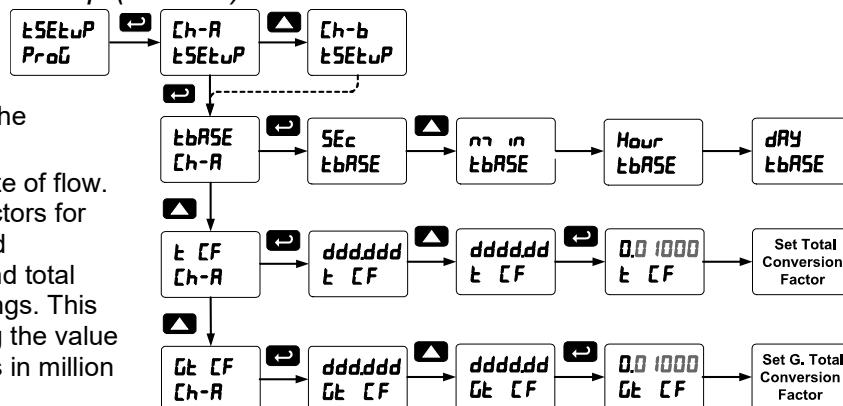 tSEtuP
ProG
Ch-A
tSEtuP
Ch-b
tSEtuP
he
te of flow.
ctors for
d
nd total
ngs. This
g the value
s in million
tbASE
Ch-A
SEc
tbASE
min
tbASE
Hour
tbASE
dAY
tbASE
t CF
Ch-A
ddd.ddd
t CF
dddd.dd
t CF
0.01000
t CF
Set Total
Conversion
Factor
Gt CF
Ch-A
ddd.ddd
Gt CF
dddd.dd
Gt CF
0.01000
Gt CF
Set G. Total
Conversion
Factor